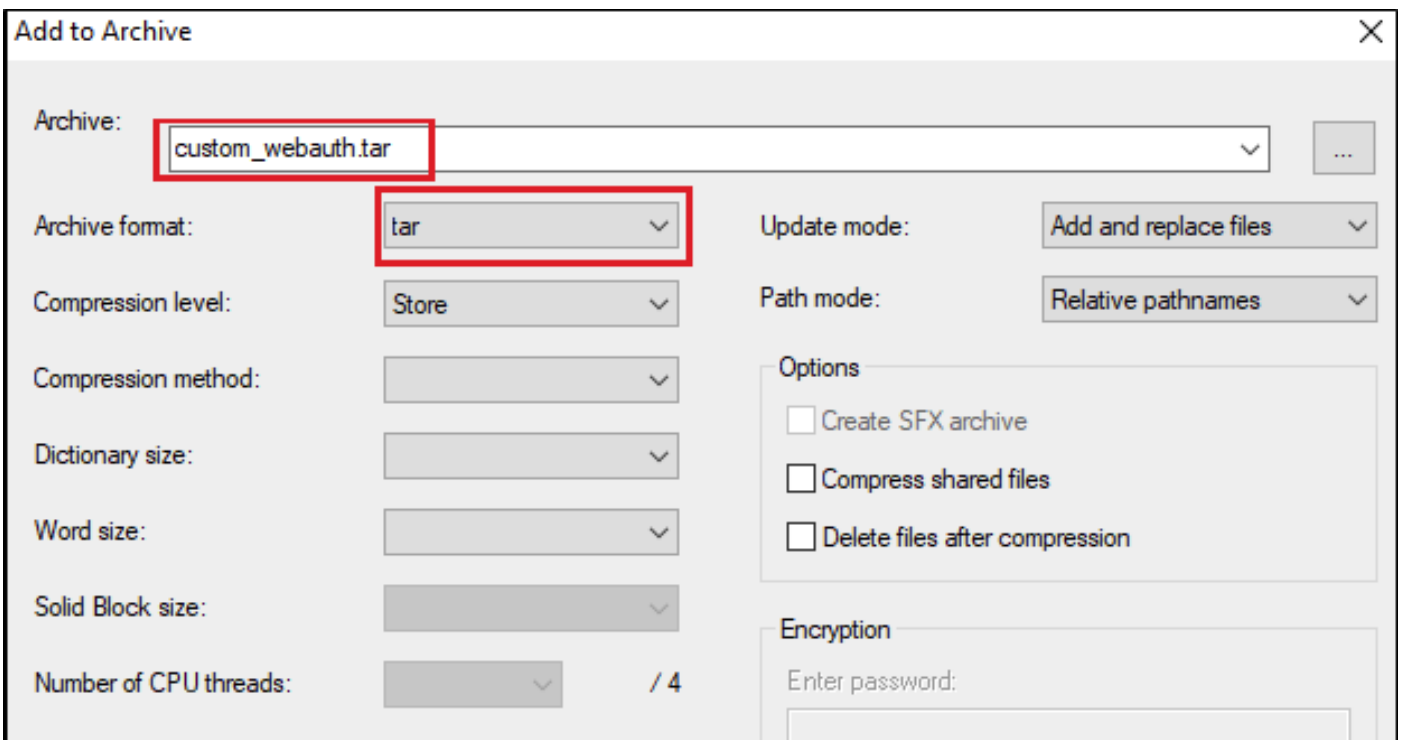 Add to Archive
Archive:
custom_webauth.tar
...
Archive format:
tar
Update mode:
Add and replace files
Compression level:
Store
Path mode:
Relative pathnames
Compression method:
Options
Create SFX archive
Dictionary size:
Compress shared files
Word size:
Delete files after compression
Solid Block size:
Encryption
Number of CPU threads:
/ 4
Enter password: